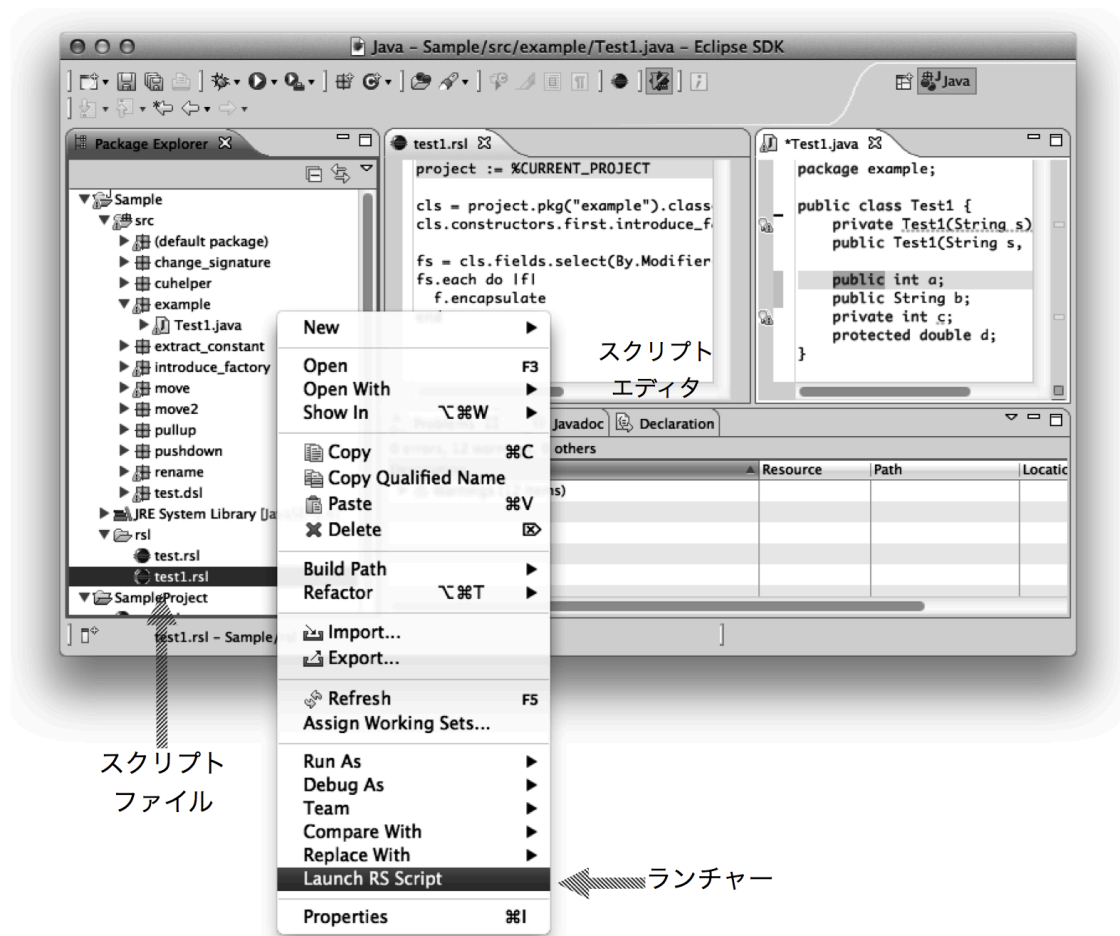 Java – Sample/src/example/Test1.java – Eclipse SDK
Java
Package Explorer
Sample
src
(default package)
change_signature
cuhelper
example
Test1.java
extract_constant
introduce_factory
move
move2
pullup
pushdown
rename
test.dsl
JRE System Library
rsl
test.rsl
test1.rsl
SampleProject
test1.rsl – Sample/
test1.rsl
project := %CURRENT_PROJECT
cls = project.pkg("example").class
cls.constructors.first.introduce_f
fs = cls.fields.select(By.Modifier
fs.each do |f|
f.encapsulate
end
スクリプト
エディタ
*Test1.java
package example;
public class Test1 {
private Test1(String s)
public Test1(String s,
public int a;
public String b;
private int c;
protected double d;
}
Problems
Javadoc
Declaration
others
Resource
Path
Locatio
New
Open F3
Open With
Show In ⌥⌘W
Copy ⌘C
Copy Qualified Name
Paste ⌘V
Delete ⌦
Build Path
Refactor ⌥⌘T
Import...
Export...
Refresh F5
Assign Working Sets...
Run As
Debug As
Team
Compare With
Replace With
Launch RS Script
Properties ⌘I
スクリプト
ファイル
ランチャー